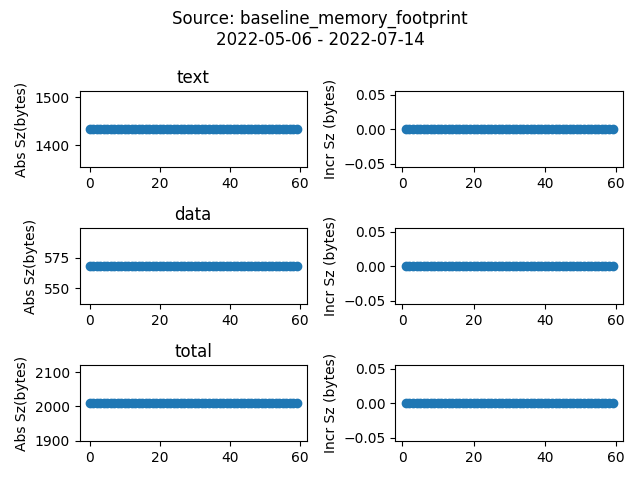 Source: baseline_memory_footprint
2022-05-06 - 2022-07-14
text
Abs Sz(bytes)
1500
1400
0 20 40 60
Incr Sz (bytes)
0.05
0.00
−0.05
0 20 40 60
data
Abs Sz(bytes)
575
550
0 20 40 60
Incr Sz (bytes)
0.05
0.00
−0.05
0 20 40 60
total
Abs Sz(bytes)
2100
2000
1900
0 20 40 60
Incr Sz (bytes)
0.05
0.00
−0.05
0 20 40 60